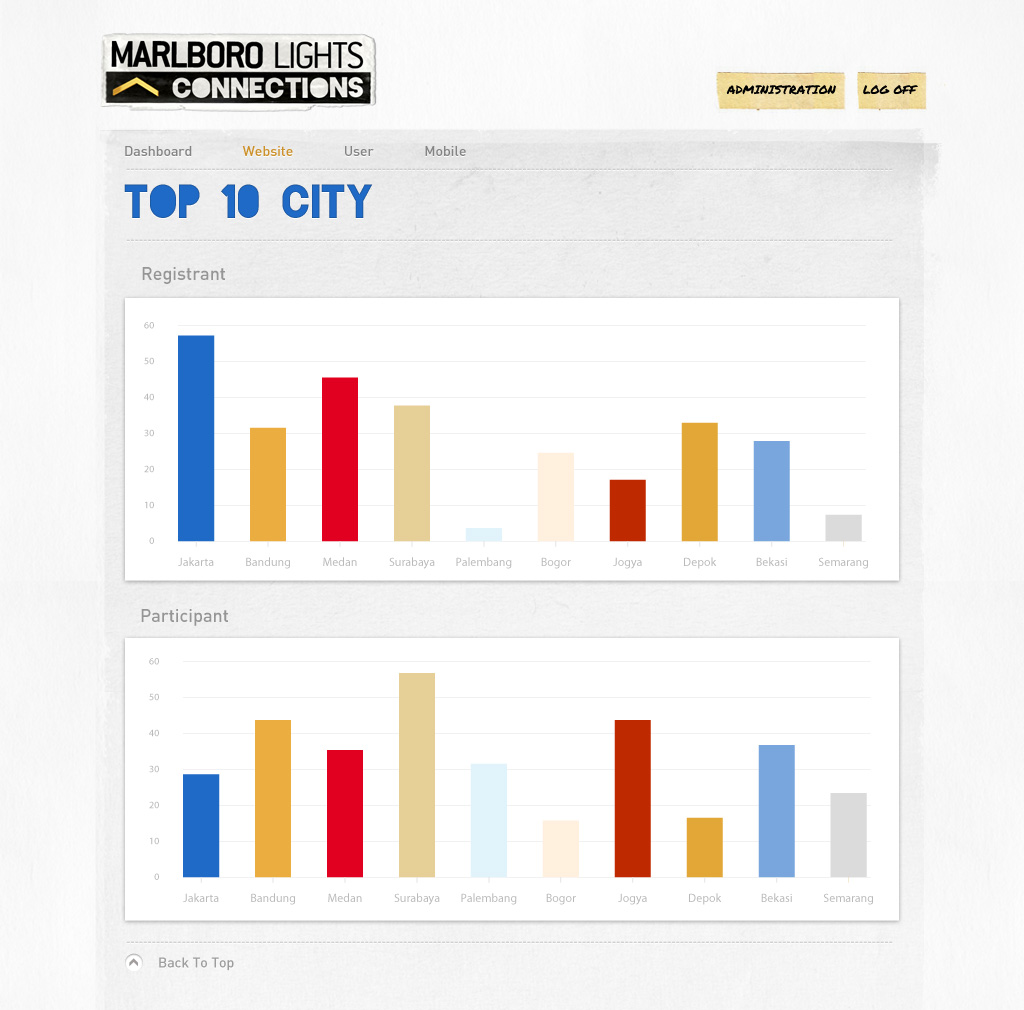 MARLBORO LIGHTS
CONNECTIONS
ADMINISTRATION LOG OFF
Dashboard Website User Mobile
TOP 10 CITY
Registrant
60
50
40
30
20
10
0
Jakarta Bandung Medan Surabaya Palembang Bogor Jogya Depok Bekasi Semarang
Participant
60
50
40
30
20
10
0
Jakarta Bandung Medan Surabaya Palembang Bogor Jogya Depok Bekasi Semarang
Back To Top